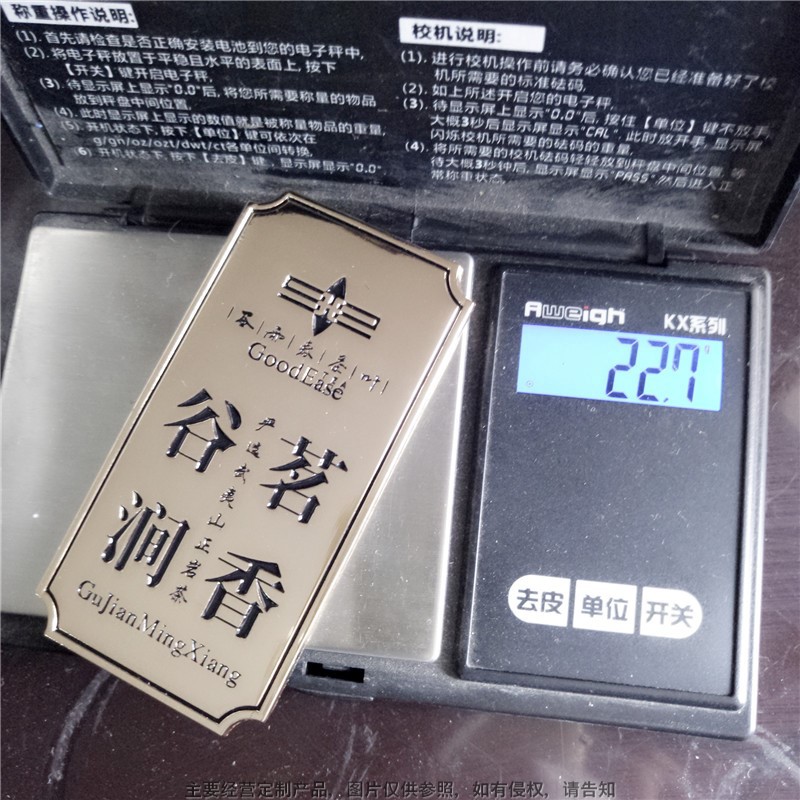 称重操作说明:
(1). 首先请检查是否正确安装电池到您的电子秤中,
(2). 将电子秤放置于平稳且水平的表面上, 按下
【开关】键开启电子秤.
(3). 待显示屏上显示"0.0"后, 将您所需要称量的物品
放到秤盘中间位置.
(4). 此时显示屏上显示的数值就是被称量物品的重量,
(5). 开机状态下, 按下【单位】键可依次在
g/gn/oz/ozt/dwt/ct各单位间转换,
6). 开机状态下, 按下【去皮】键, 显示屏显示"0.0"
校机说明:
(1). 进行校机操作前请务必确认您已经准备好了校
机所需要的标准砝码.
(2). 如上所述开启您的电子秤.
(3). 待显示屏上显示"0.0"后, 按住【单位】键不放手,
大概3秒后显示屏显示"CAL", 此时放开手, 显示屏
闪烁校机所需要的砝码的重量.
(4). 将所需要的校机砝码轻轻放到秤盘中间位置, 等
待大概3秒钟后, 显示屏显示"PASS"然后进入正
常称重状态.
Aweigh KX系列
22.7
去皮 单位 开关
GoodEase
TEA
茗香
严造武夷山正岩茶
谷涧
GuJianMingXiang
主要经营定制产品, 图片仅供参照, 如有侵权, 请告知